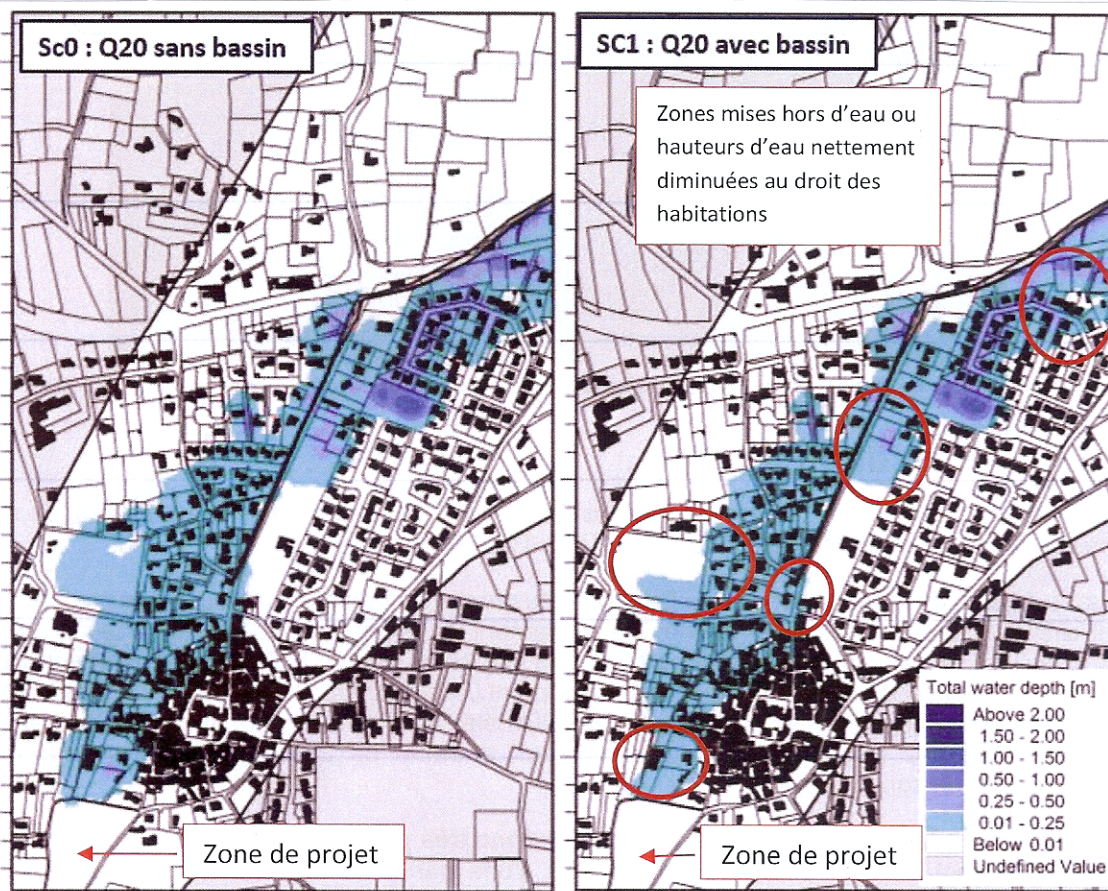 Sc0 : Q20 sans bassin
SC1 : Q20 avec bassin
Zones mises hors d'eau ou
hauteurs d'eau nettement
diminuées au droit des
habitations
Total water depth [m]
Above 2.00
1.50 - 2.00
1.00 - 1.50
0.50 - 1.00
0.25 - 0.50
0.01 - 0.25
Below 0.01
Undefined Value
Zone de projet
Zone de projet